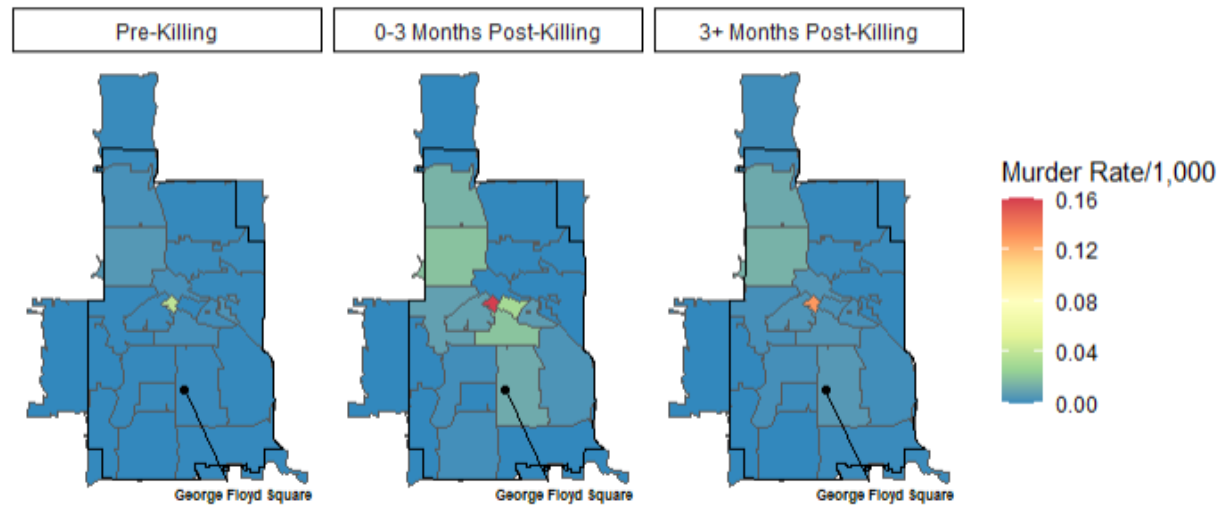 Pre-Killing
0-3 Months Post-Killing
3+ Months Post-Killing
Murder Rate/1,000
0.16
0.12
0.08
0.04
0.00
George Floyd Square
George Floyd Square
George Floyd Square